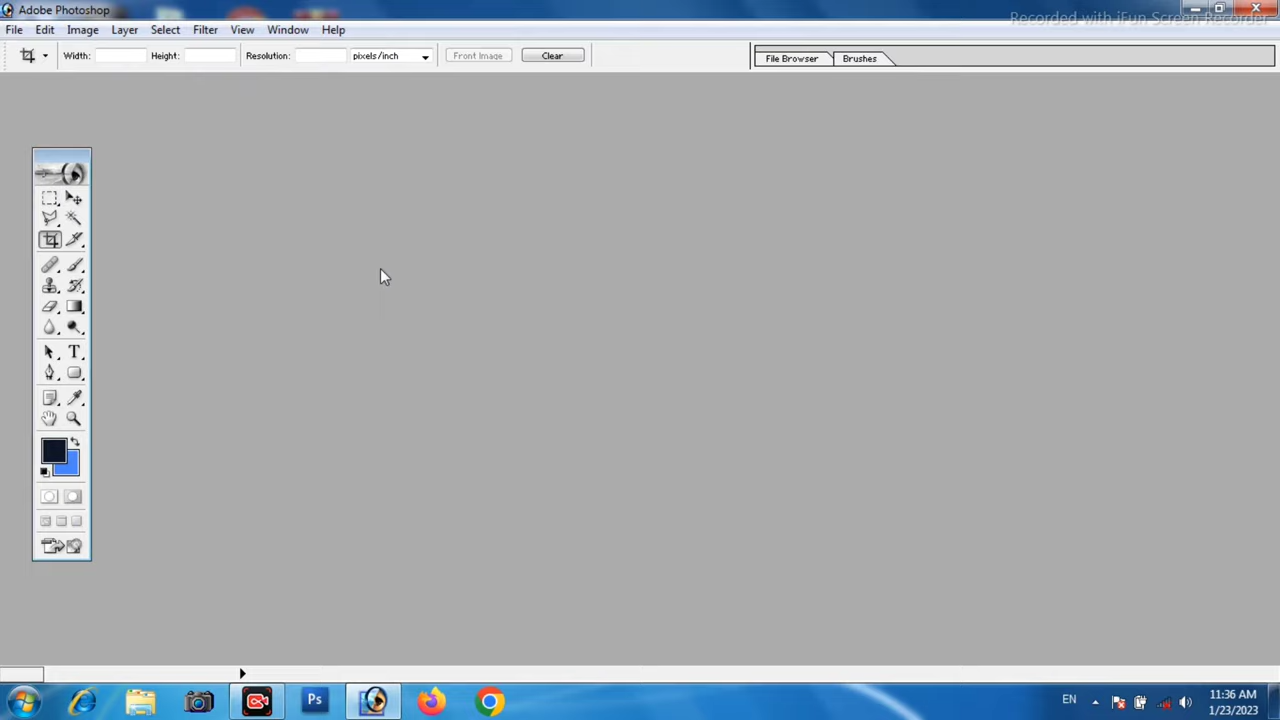 Adobe Photoshop
Recorded with iFun Screen Recorder
File Edit Image Layer Select Filter View Window Help
Width: Height: Resolution: pixels/inch Front Image Clear File Browser Brushes
T
Ps
EN
11:36 AM
1/23/2023